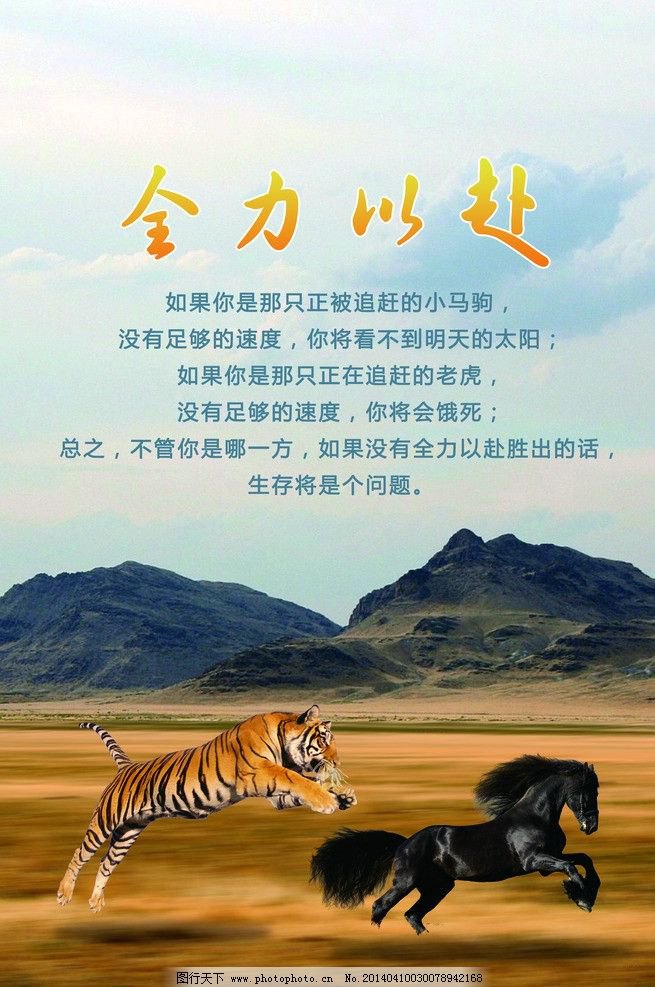 全力以赴
如果你是那只正被追赶的小马驹，
没有足够的速度，你将看不到明天的太阳；
如果你是那只正在追赶的老虎，
没有足够的速度，你将会饿死；
总之，不管你是哪一方，如果没有全力以赴胜出的话，
生存将是个问题。
图行天下 www.photophoto.cn No.20140410030078942168